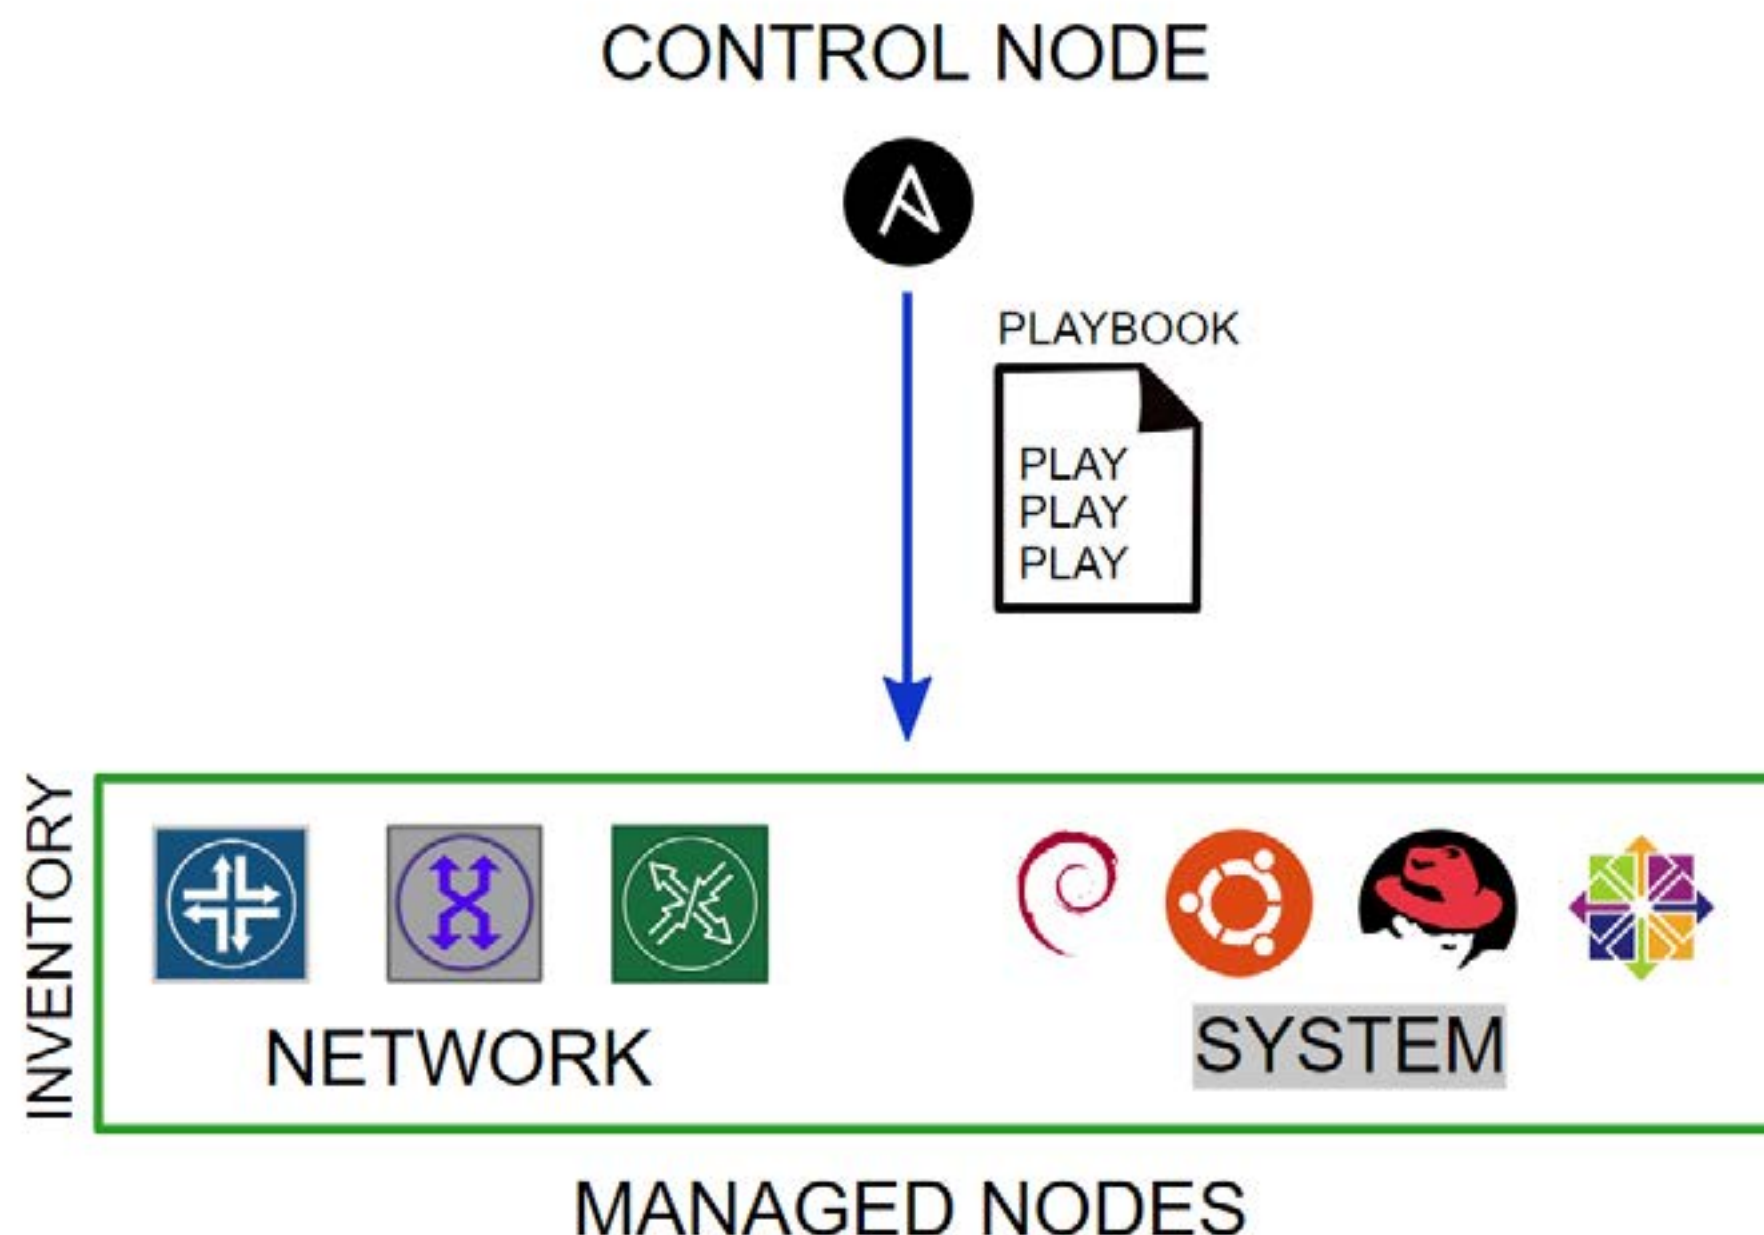 CONTROL NODE
PLAYBOOK
PLAY
PLAY
PLAY
INVENTORY
NETWORK
SYSTEM
MANAGED NODES